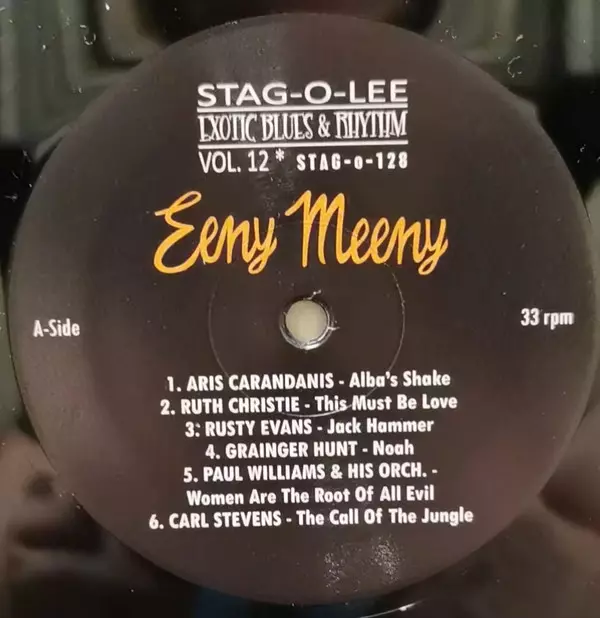 STAG-O-LEE
EXOTIC BLUES & RHYTHM
VOL. 12 * STAG-o-128
Eeny Meeny
A-Side
33 rpm
1. ARIS CARANDANIS - Alba's Shake
2. RUTH CHRISTIE - This Must Be Love
3. RUSTY EVANS - Jack Hammer
4. GRAINGER HUNT - Noah
5. PAUL WILLIAMS & HIS ORCH. -
Women Are The Root Of All Evil
6. CARL STEVENS - The Call Of The Jungle